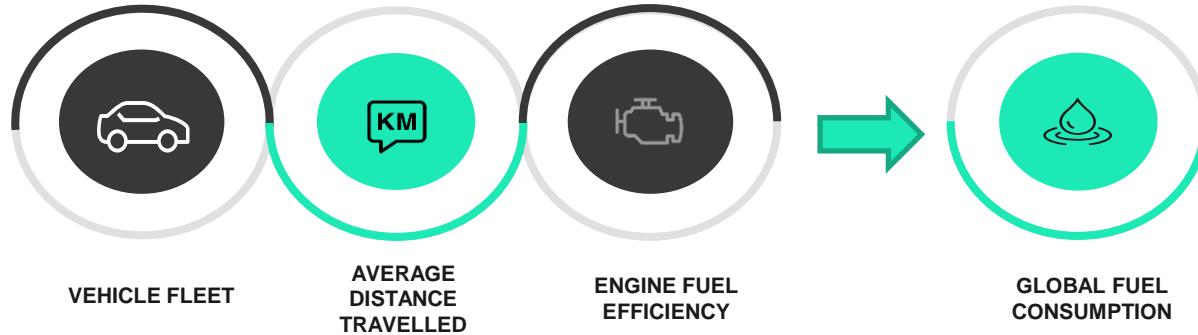 KM
VEHICLE FLEET
AVERAGE
DISTANCE
TRAVELLED
ENGINE FUEL
EFFICIENCY
GLOBAL FUEL
CONSUMPTION